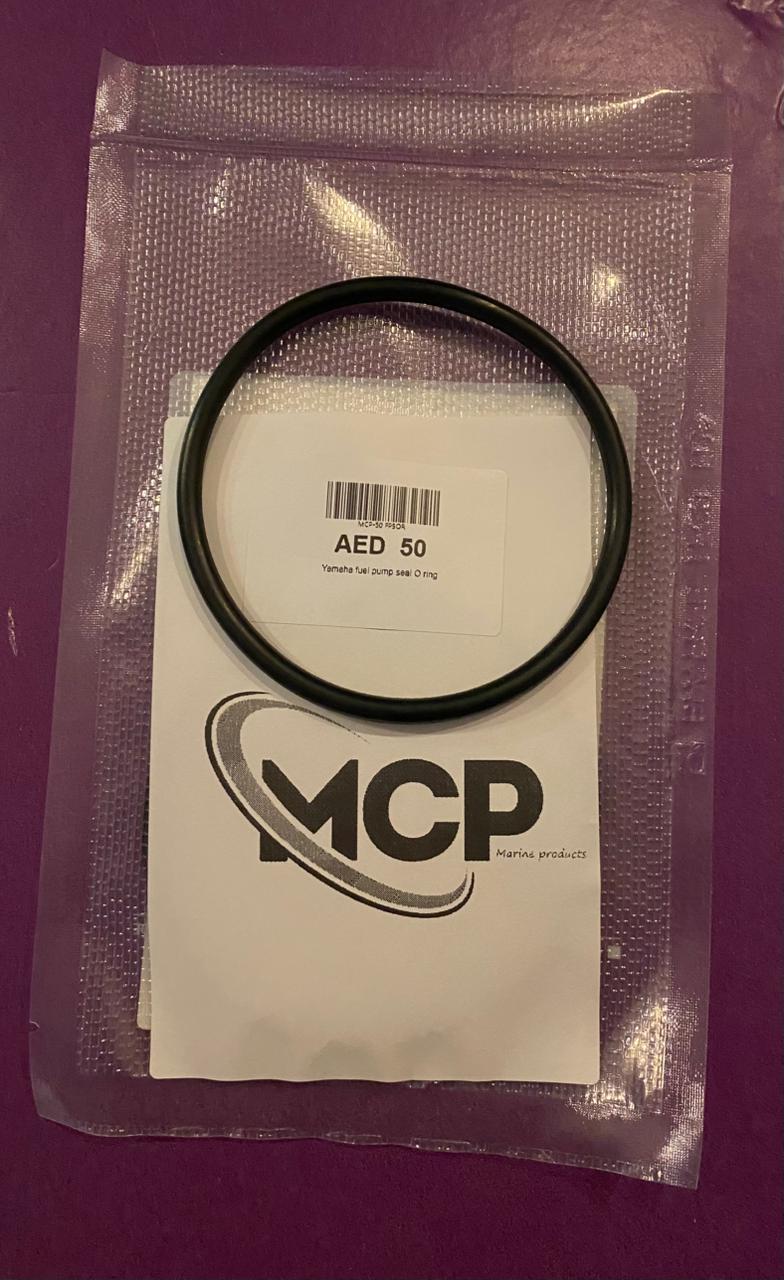 MCP-50 FPSOR
AED 50
Yamaha fuel pump seal O ring
MCP
Marine products